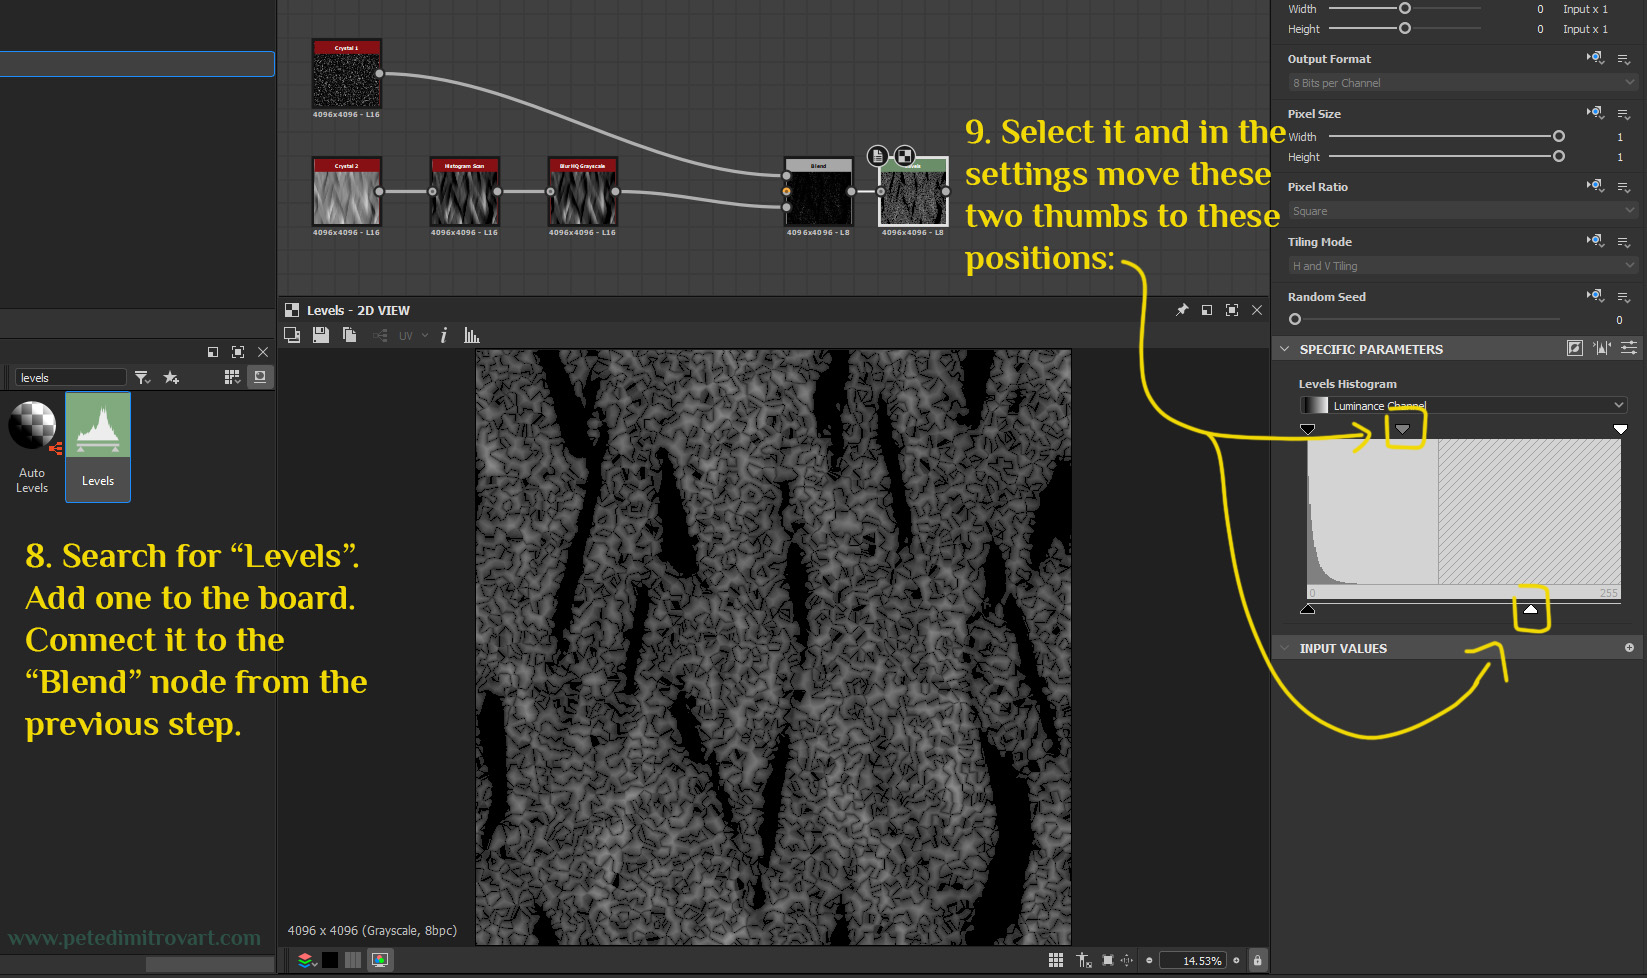 Width 0 Input x 1
Height 0 Input x 1
Output Format
8 Bits per Channel
Pixel Size
Width 1
Height 1
Pixel Ratio
Square
Tiling Mode
H and V Tiling
Random Seed
0
SPECIFIC PARAMETERS
Levels Histogram
Luminance Channel
0 255
INPUT VALUES
Crystal 1
4096x4096 - L16
Crystal 2
4096x4096 - L16
Histogram Scan
4096x4096 - L16
Blur HQ Grayscale
4096x4096 - L16
Blend
4096x4096 - L8
4096x4096 - L8
9. Select it and in the
settings move these
two thumbs to these
positions:
Levels - 2D VIEW
UV
levels
Auto
Levels
Levels
8. Search for “Levels”.
Add one to the board.
Connect it to the
“Blend” node from the
previous step.
www.petedimitrovart.com
4096 x 4096 (Grayscale, 8bpc)
14.53%